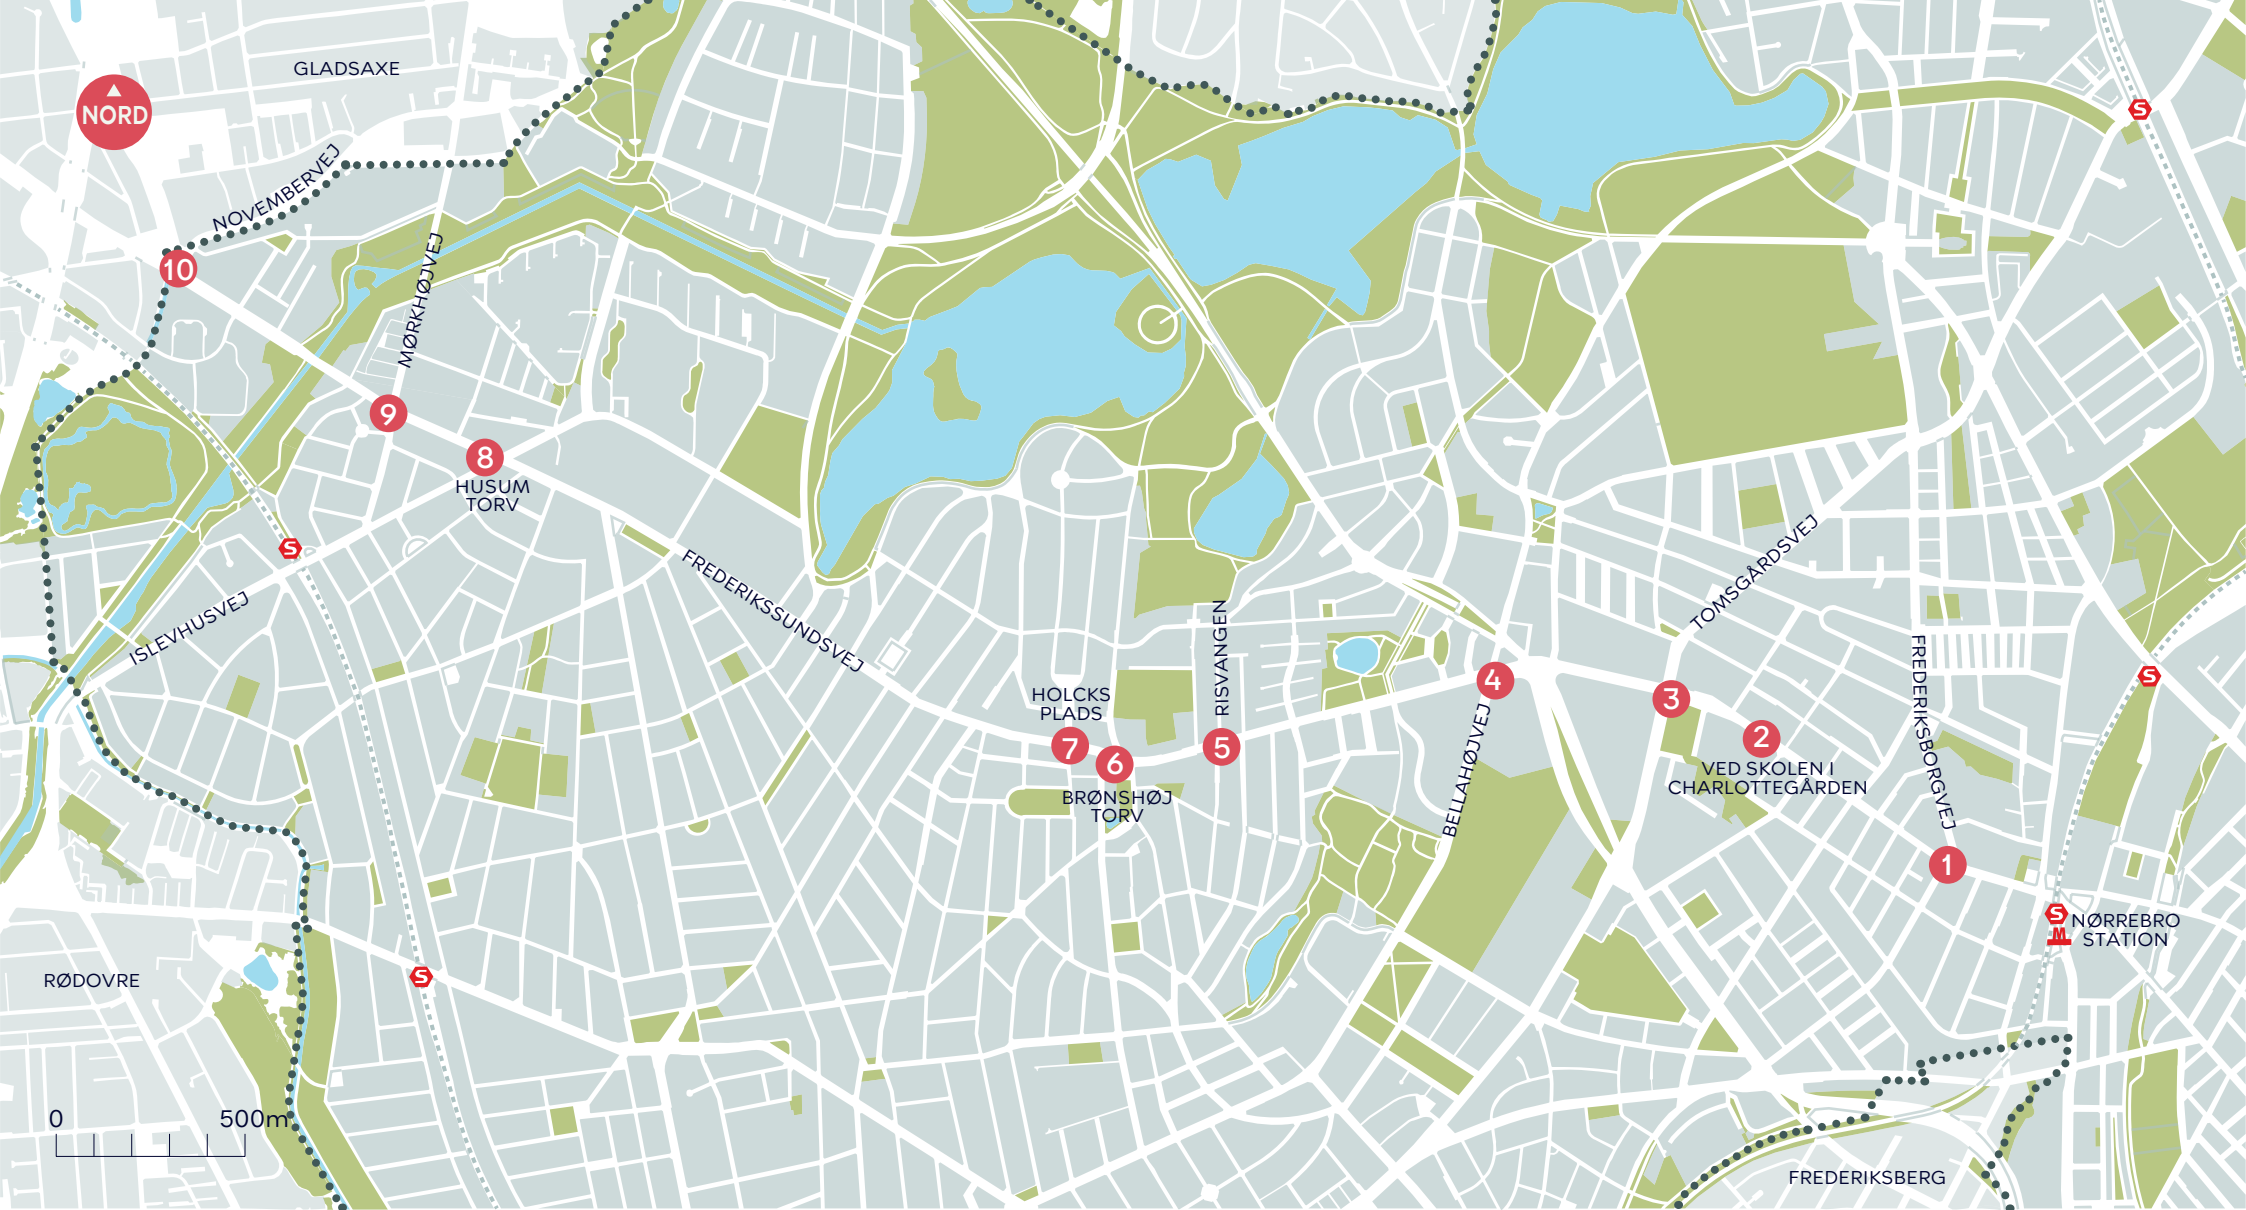 GLADSAXE
NORD
NOVEMBERVEJ
10
MØRKHØJVEJ
9
8
HUSUM
TORV
S
S
ISLEVHUSVEJ
FREDERIKSSUNDSVEJ
TOMSGÅRDSVEJ
RISVANGEN
HOLCKS
PLADS
7
6
BRØNSHØJ
TORV
5
4
BELLAHØJVEJ
3
2
VED SKOLEN I
CHARLOTTEGÅRDEN
FREDERIKSBORGVEJ
S
1
S
M
NØRREBRO
STATION
RØDOVRE
S
0
500m
FREDERIKSBERG